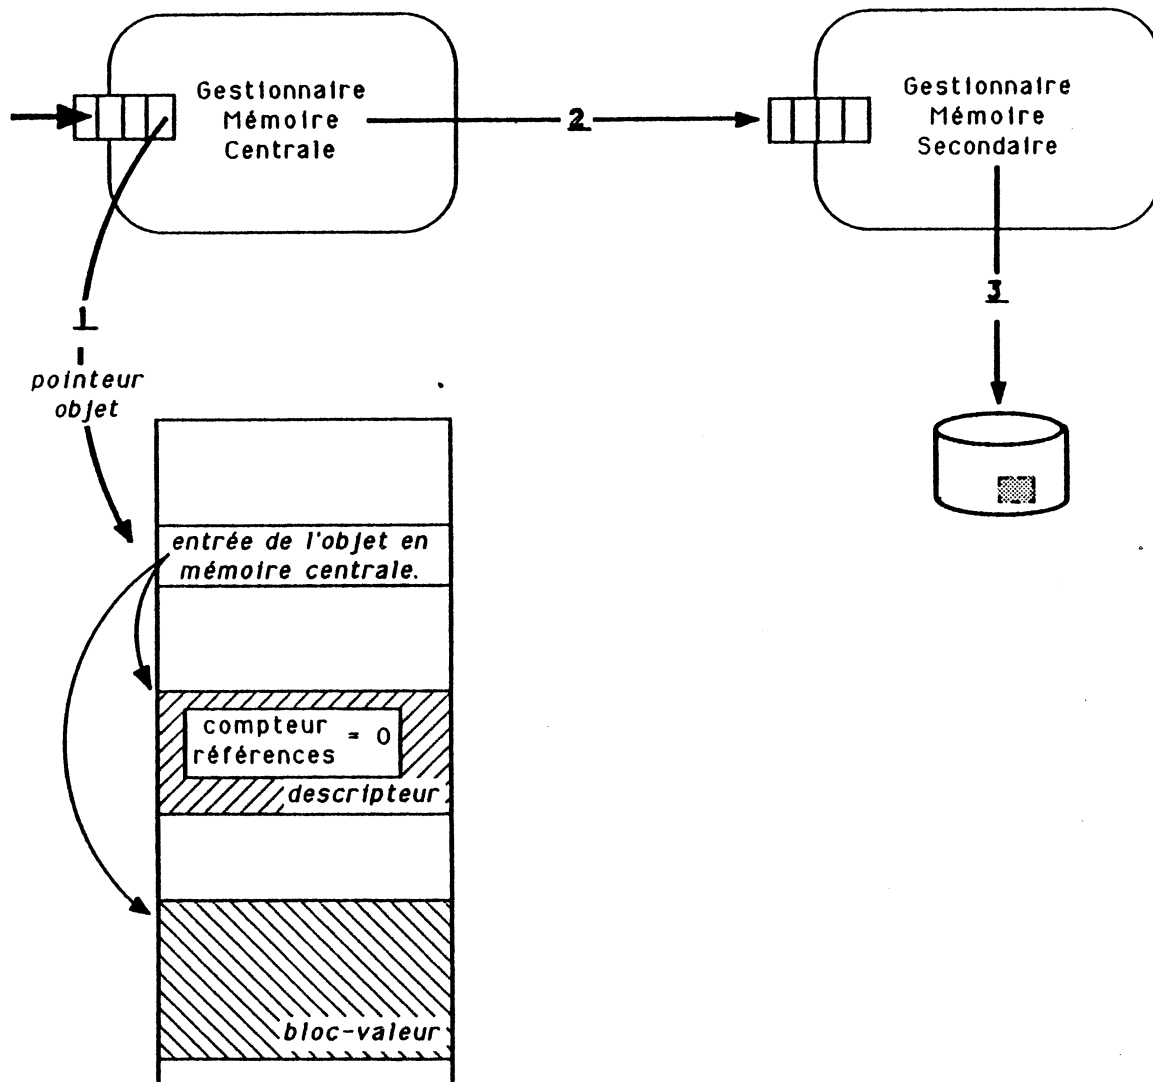 Gestionnaire
Mémoire
Centrale
2
Gestionnaire
Mémoire
Secondaire
3
1
pointeur
objet
entrée de l'objet en
mémoire centrale.
compteur
références = 0
descripteur
bloc-valeur